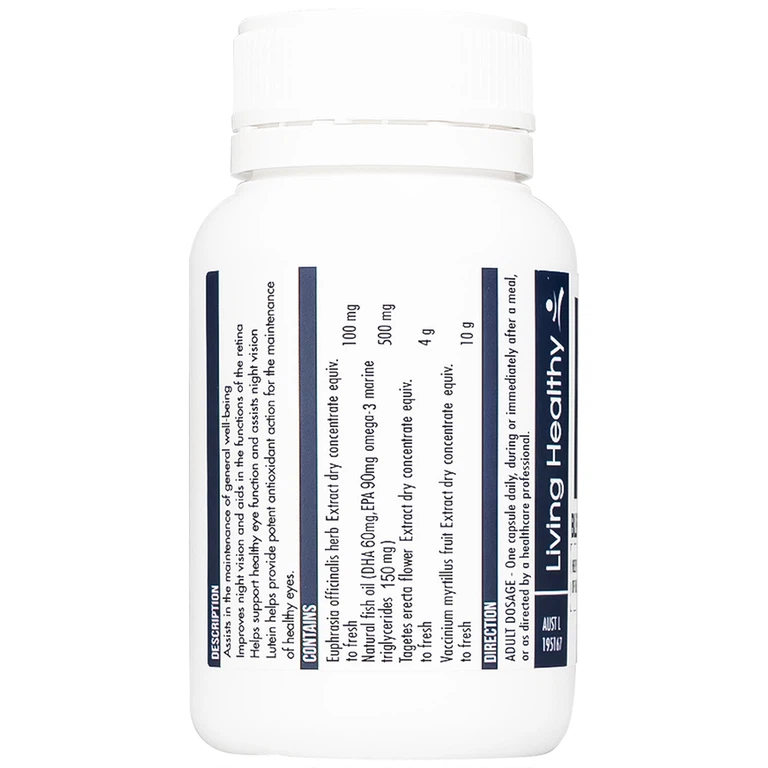 DESCRIPTION
Assists in the maintenance of general well-being
Improves night vision and aids in the functions of the retina
Helps support healthy eye function and assists night vision
Lutein helps provide potent antioxidant action for the maintenance
of healthy eyes.
CONTAINS
Euphrasia officinalis herb Extract dry concentrate equiv. 100 mg
to fresh
Natural fish oil (DHA 60mg,EPA 90mg omega-3 marine 500 mg
triglycerides 150 mg)
Tagetes erecta flower Extract dry concentrate equiv. 4 g
to fresh
Vaccinium myrtillus fruit Extract dry concentrate equiv. 10 g
to fresh
DIRECTION
ADULT DOSAGE - One capsule daily, during or immediately after a meal,
or as directed by a healthcare professional.
AUST L
195167
Living Healthy